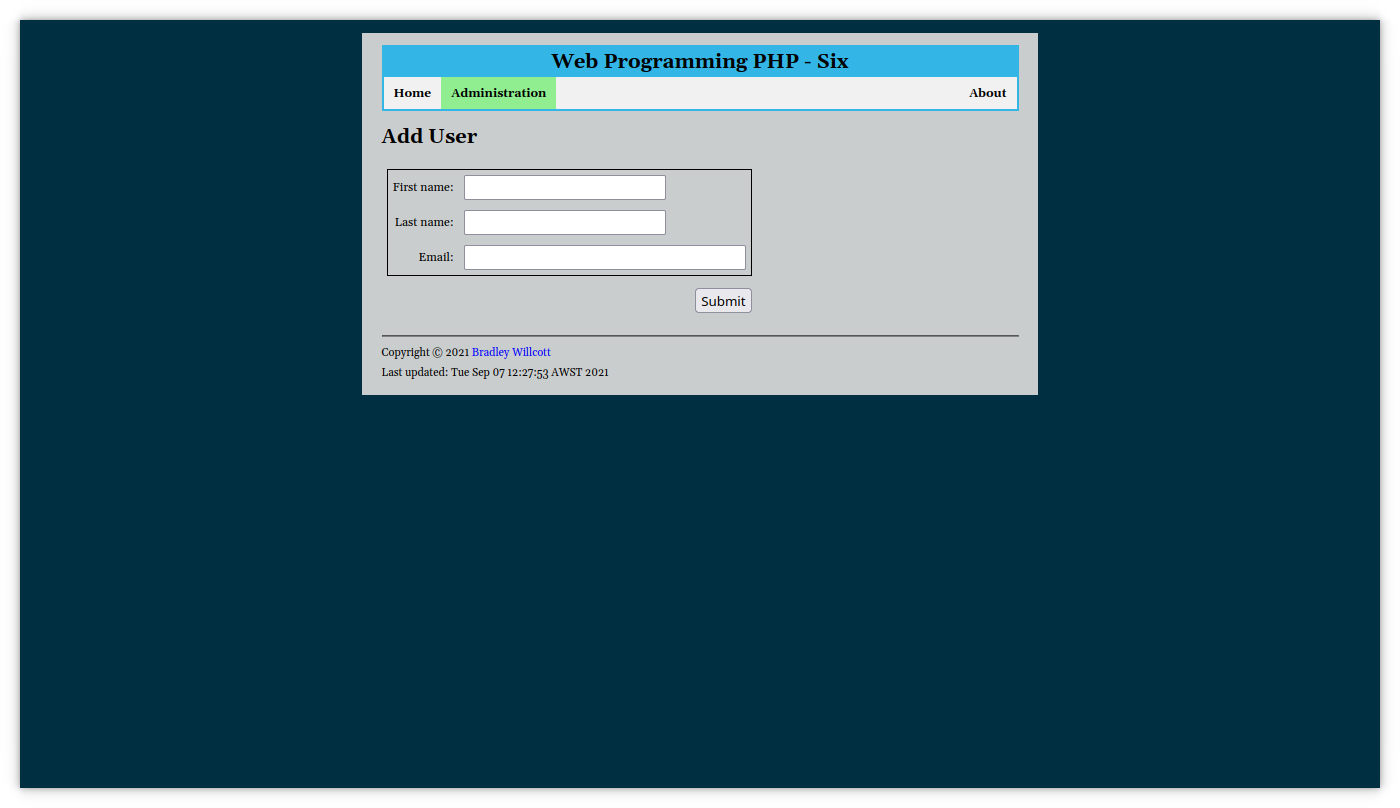 Web Programming PHP - Six
Home Administration About
Add User
First name:
Last name:
Email:
Submit
Copyright © 2021 Bradley Willcott
Last updated: Tue Sep 07 12:27:53 AWST 2021